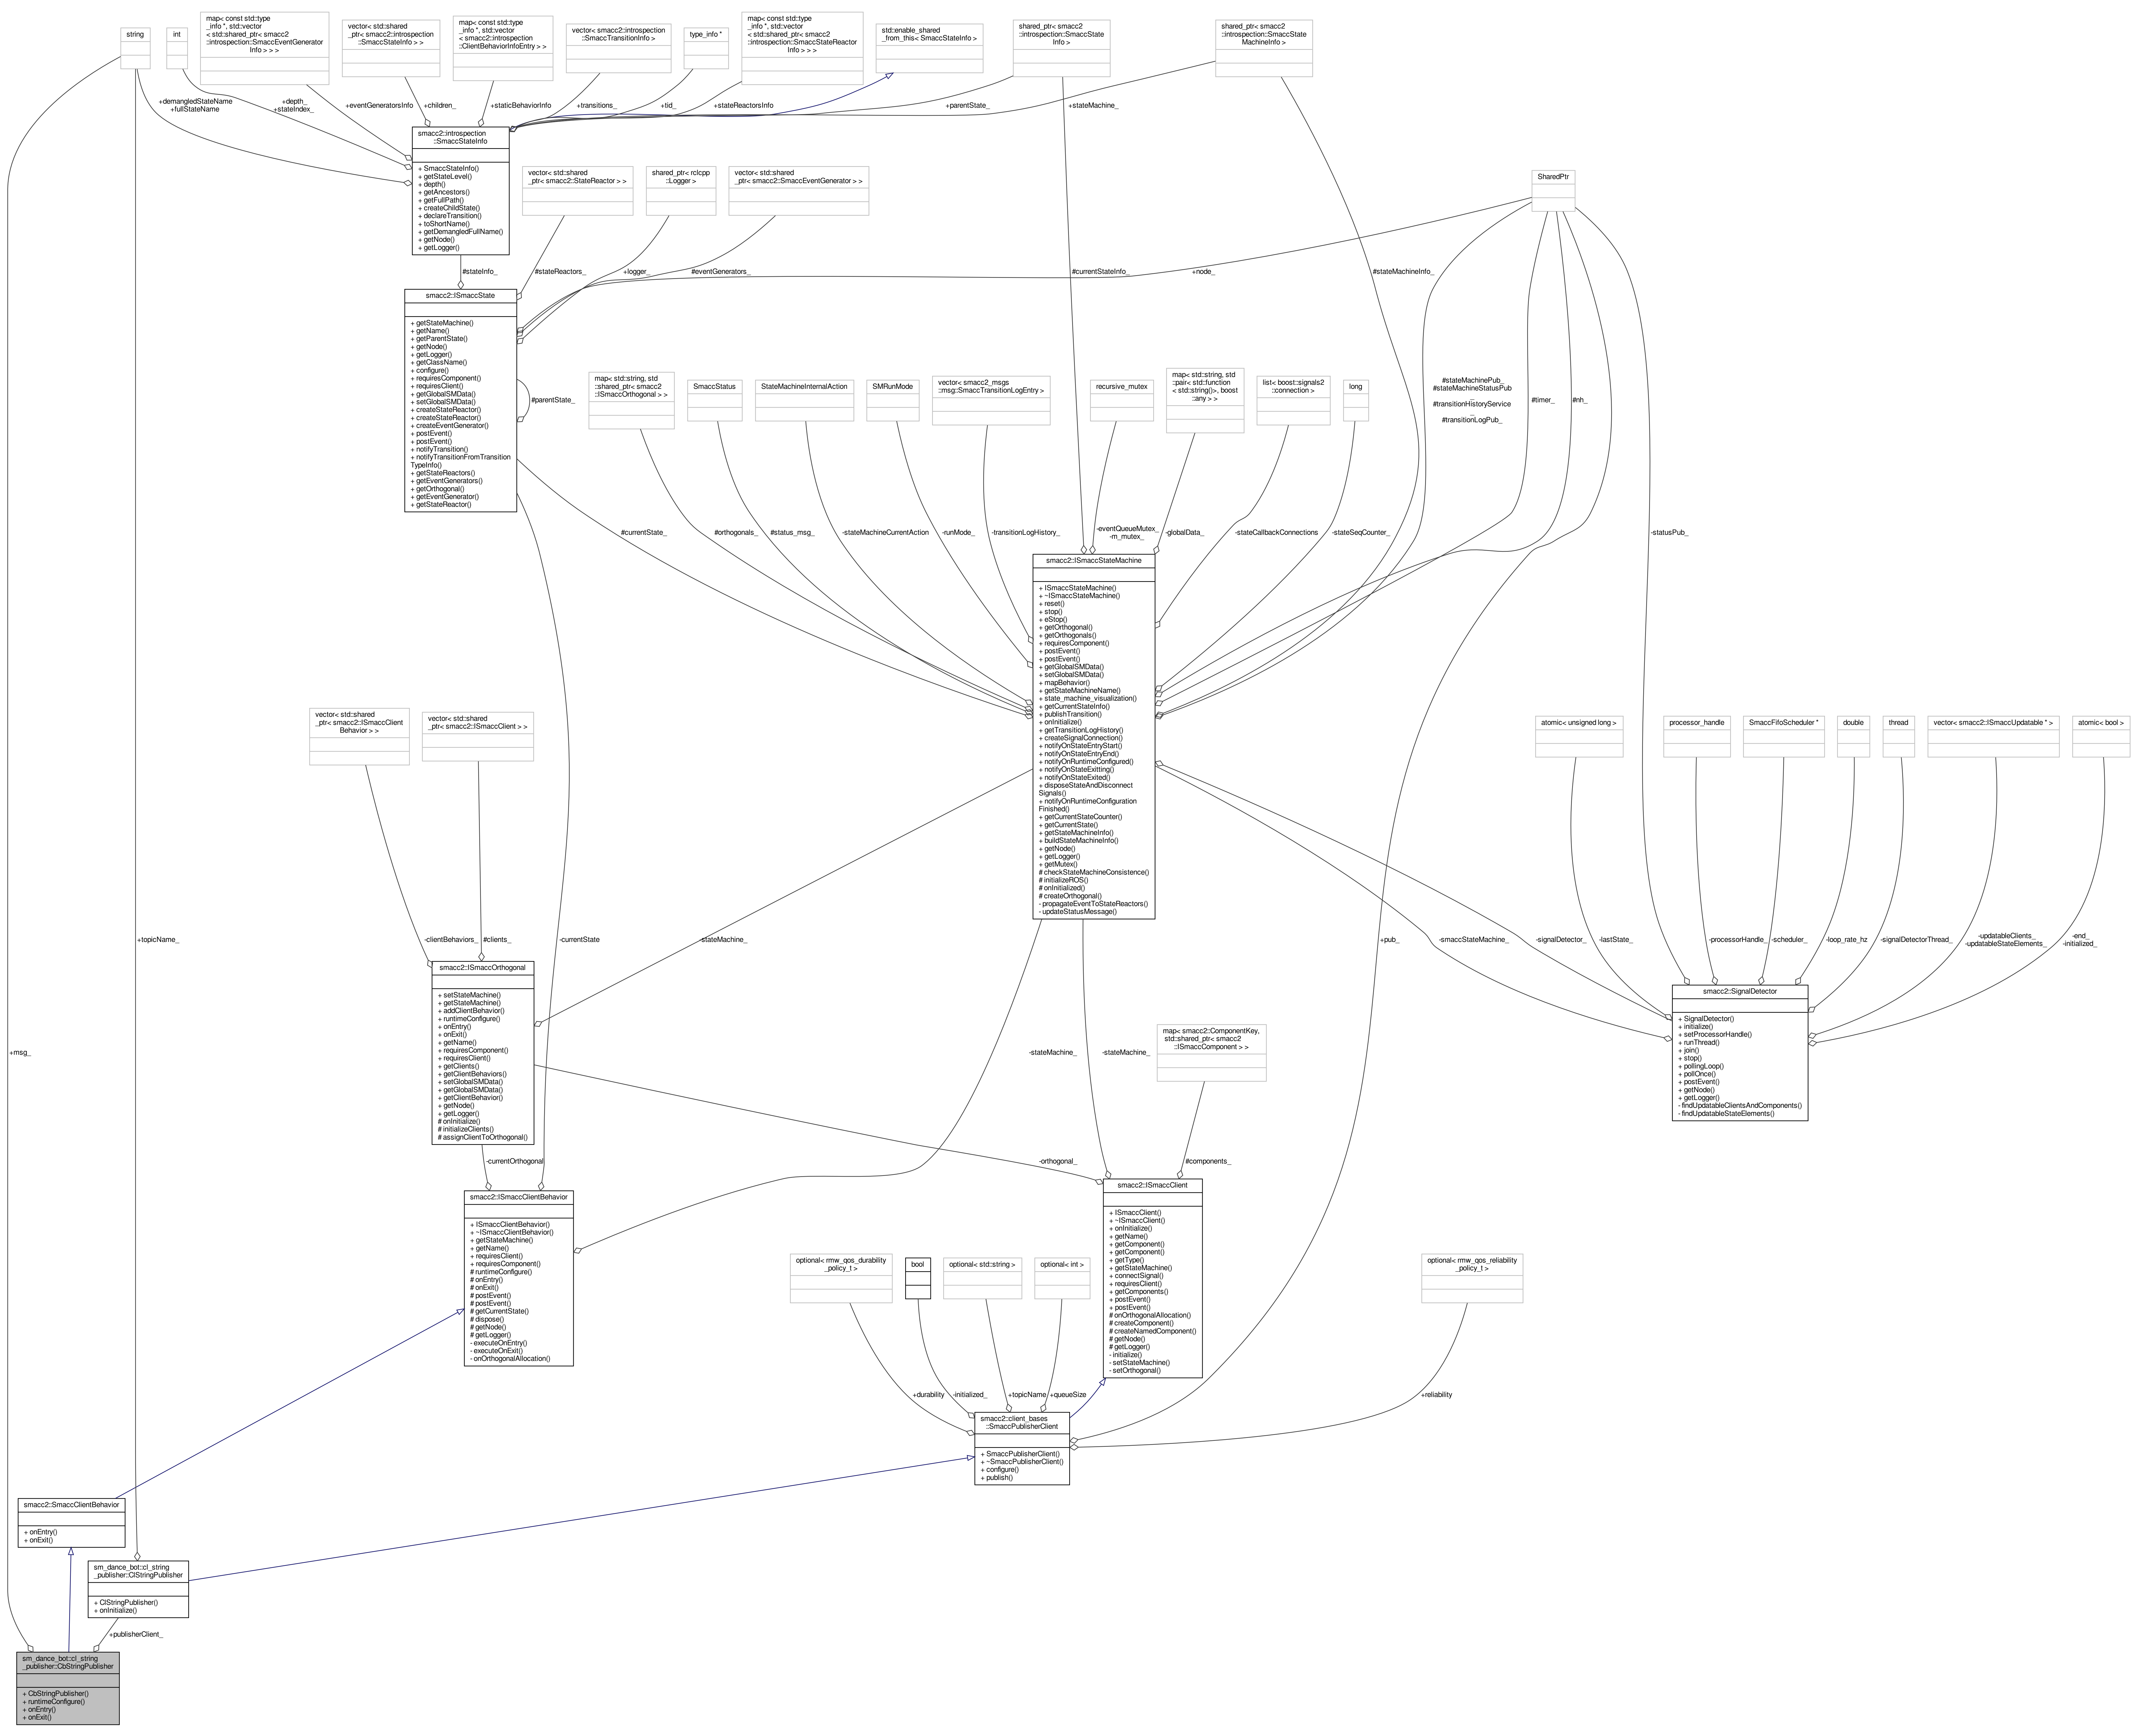 string
int
map< const std::type
_info *, std::vector
< std::shared_ptr< smacc2
::introspection::SmaccEventGenerator
Info > > >
vector< std::shared
_ptr< smacc2::introspection
::SmaccStateInfo > >
map< const std::type
_info *, std::vector
< smacc2::introspection
::ClientBehaviorInfoEntry > >
vector< smacc2::introspection
::SmaccTransitionInfo >
type_info *
map< const std::type
_info *, std::vector
< std::shared_ptr< smacc2
::introspection::SmaccStateReactor
Info > > >
std::enable_shared
_from_this< SmaccStateInfo >
shared_ptr< smacc2
::introspection::SmaccState
Info >
shared_ptr< smacc2
::introspection::SmaccState
MachineInfo >
+demangledStateName
+fullStateName
+depth_
+stateIndex_
+eventGeneratorsInfo
+children_
+staticBehaviorInfo
+transitions_
+tid_
+stateReactorsInfo
+parentState_
+stateMachine_
smacc2::introspection
::SmaccStateInfo
+ SmaccStateInfo()
+ getStateLevel()
+ depth()
+ getAncestors()
+ getFullPath()
+ createChildState()
+ declareTransition()
+ toShortName()
+ getDemangledFullName()
+ getNode()
+ getLogger()
vector< std::shared
_ptr< smacc2::StateReactor > >
shared_ptr< rclcpp
::Logger >
vector< std::shared
_ptr< smacc2::SmaccEventGenerator > >
SharedPtr
#stateInfo_
#stateReactors_
+logger_
#eventGenerators_
#currentStateInfo_
+node_
#stateMachineInfo_
smacc2::ISmaccState
+ getStateMachine()
+ getName()
+ getParentState()
+ getNode()
+ getLogger()
+ getClassName()
+ configure()
+ requiresComponent()
+ requiresClient()
+ getGlobalSMData()
+ setGlobalSMData()
+ createStateReactor()
+ createStateReactor()
+ createEventGenerator()
+ postEvent()
+ postEvent()
+ notifyTransition()
+ notifyTransitionFromTransition
TypeInfo()
+ getStateReactors()
+ getEventGenerators()
+ getOrthogonal()
+ getEventGenerator()
+ getStateReactor()
#parentState_
map< std::string, std
::shared_ptr< smacc2
::ISmaccOrthogonal > >
SmaccStatus
StateMachineInternalAction
SMRunMode
vector< smacc2_msgs
::msg::SmaccTransitionLogEntry >
recursive_mutex
map< std::string, std
::pair< std::function
< std::string()>, boost
::any > >
list< boost::signals2
::connection >
long
#stateMachinePub_
#stateMachineStatusPub
_
#transitionHistoryService
_
#transitionLogPub_
#timer_
#nh_
#currentState_
#orthogonals_
#status_msg_
-stateMachineCurrentAction
-runMode_
-transitionLogHistory_
-eventQueueMutex_
-m_mutex_
-globalData_
-stateCallbackConnections
-stateSeqCounter_
-statusPub_
smacc2::ISmaccStateMachine
+ ISmaccStateMachine()
+ ~ISmaccStateMachine()
+ reset()
+ stop()
+ eStop()
+ getOrthogonal()
+ getOrthogonals()
+ requiresComponent()
+ postEvent()
+ postEvent()
+ getGlobalSMData()
+ setGlobalSMData()
+ mapBehavior()
+ getStateMachineName()
+ state_machine_visualization()
+ getCurrentStateInfo()
+ publishTransition()
+ onInitialize()
+ getTransitionLogHistory()
+ createSignalConnection()
+ notifyOnStateEntryStart()
+ notifyOnStateEntryEnd()
+ notifyOnRuntimeConfigured()
+ notifyOnStateExitting()
+ notifyOnStateExited()
+ disposeStateAndDisconnect
Signals()
+ notifyOnRuntimeConfiguration
Finished()
+ getCurrentStateCounter()
+ getCurrentState()
+ getStateMachineInfo()
+ buildStateMachineInfo()
+ getNode()
+ getLogger()
+ getMutex()
# checkStateMachineConsistence()
# initializeROS()
# onInitialized()
# createOrthogonal()
- propagateEventToStateReactors()
- updateStatusMessage()
vector< std::shared
_ptr< smacc2::ISmaccClient
Behavior > >
vector< std::shared
_ptr< smacc2::ISmaccClient > >
atomic< unsigned long >
processor_handle
SmaccFifoScheduler *
double
thread
vector< smacc2::ISmaccUpdatable * >
atomic< bool >
+topicName_
-clientBehaviors_
#clients_
-currentState
-stateMachine_
+pub_
-smaccStateMachine_
-signalDetector_
-lastState_
-processorHandle_
-scheduler_
-loop_rate_hz
-signalDetectorThread_
-updatableClients_
-updatableStateElements_
-end_
-initialized_
smacc2::ISmaccOrthogonal
+ setStateMachine()
+ getStateMachine()
+ addClientBehavior()
+ runtimeConfigure()
+ onEntry()
+ onExit()
+ getName()
+ requiresComponent()
+ requiresClient()
+ getClients()
+ getClientBehaviors()
+ setGlobalSMData()
+ getGlobalSMData()
+ getClientBehavior()
+ getNode()
+ getLogger()
# onInitialize()
# initializeClients()
# assignClientToOrthogonal()
smacc2::SignalDetector
+ SignalDetector()
+ initialize()
+ setProcessorHandle()
+ runThread()
+ join()
+ stop()
+ pollingLoop()
+ pollOnce()
+ postEvent()
+ getNode()
+ getLogger()
- findUpdatableClientsAndComponents()
- findUpdatableStateElements()
+msg_
-stateMachine_
-stateMachine_
map< smacc2::ComponentKey,
std::shared_ptr< smacc2
::ISmaccComponent > >
-currentOrthogonal
-orthogonal_
#components_
smacc2::ISmaccClientBehavior
+ ISmaccClientBehavior()
+ ~ISmaccClientBehavior()
+ getStateMachine()
+ getName()
+ requiresClient()
+ requiresComponent()
# runtimeConfigure()
# onEntry()
# onExit()
# postEvent()
# postEvent()
# getCurrentState()
# dispose()
# getNode()
# getLogger()
- executeOnEntry()
- executeOnExit()
- onOrthogonalAllocation()
smacc2::ISmaccClient
+ ISmaccClient()
+ ~ISmaccClient()
+ onInitialize()
+ getName()
+ getComponent()
+ getComponent()
+ getType()
+ getStateMachine()
+ connectSignal()
+ requiresClient()
+ getComponents()
+ postEvent()
+ postEvent()
# onOrthogonalAllocation()
# createComponent()
# createNamedComponent()
# getNode()
# getLogger()
- initialize()
- setStateMachine()
- setOrthogonal()
optional< rmw_qos_durability
_policy_t >
bool
optional< std::string >
optional< int >
optional< rmw_qos_reliability
_policy_t >
+durability
-initialized_
+topicName
+queueSize
+reliability
smacc2::client_bases
::SmaccPublisherClient
+ SmaccPublisherClient()
+ ~SmaccPublisherClient()
+ configure()
+ publish()
smacc2::SmaccClientBehavior
+ onEntry()
+ onExit()
sm_dance_bot::cl_string
_publisher::ClStringPublisher
+ ClStringPublisher()
+ onInitialize()
+publisherClient_
sm_dance_bot::cl_string
_publisher::CbStringPublisher
+ CbStringPublisher()
+ runtimeConfigure()
+ onEntry()
+ onExit()